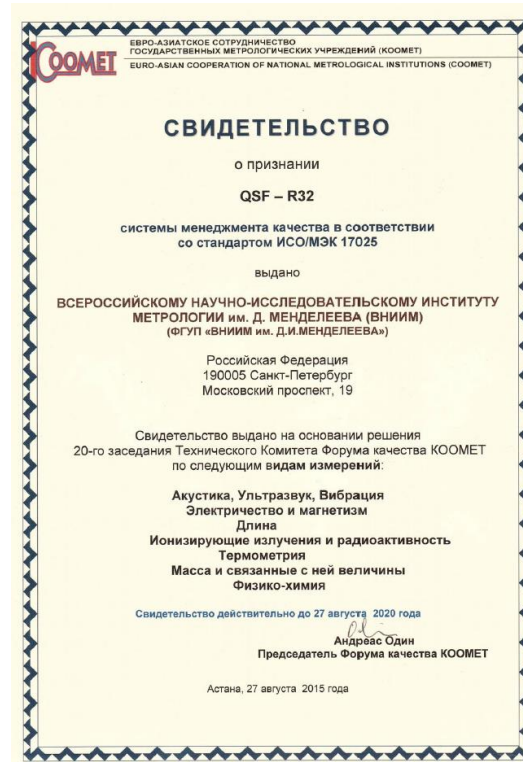 COOMET
ЕВРО-АЗИАТСКОЕ СОТРУДНИЧЕСТВО
ГОСУДАРСТВЕННЫХ МЕТРОЛОГИЧЕСКИХ УЧРЕЖДЕНИЙ (КООМЕТ)
EURO-ASIAN COOPERATION OF NATIONAL METROLOGICAL INSTITUTIONS (COOMET)
СВИДЕТЕЛЬСТВО
о признании
QSF – R32
системы менеджмента качества в соответствии
со стандартом ИСО/МЭК 17025
выдано
ВСЕРОССИЙСКОМУ НАУЧНО-ИССЛЕДОВАТЕЛЬСКОМУ ИНСТИТУТУ
МЕТРОЛОГИИ им. Д. МЕНДЕЛЕЕВА (ВНИИМ)
(ФГУП «ВНИИМ им. Д.И.МЕНДЕЛЕЕВА»)
Российская Федерация
190005 Санкт-Петербург
Московский проспект, 19
Свидетельство выдано на основании решения
20-го заседания Технического Комитета Форума качества КООМЕТ
по следующим видам измерений:
Акустика, Ультразвук, Вибрация
Электричество и магнетизм
Длина
Ионизирующие излучения и радиоактивность
Термометрия
Масса и связанные с ней величины
Физико-химия
Свидетельство действительно до 27 августа 2020 года
Андреас Один
Председатель Форума качества КООМЕТ
Астана, 27 августа 2015 года